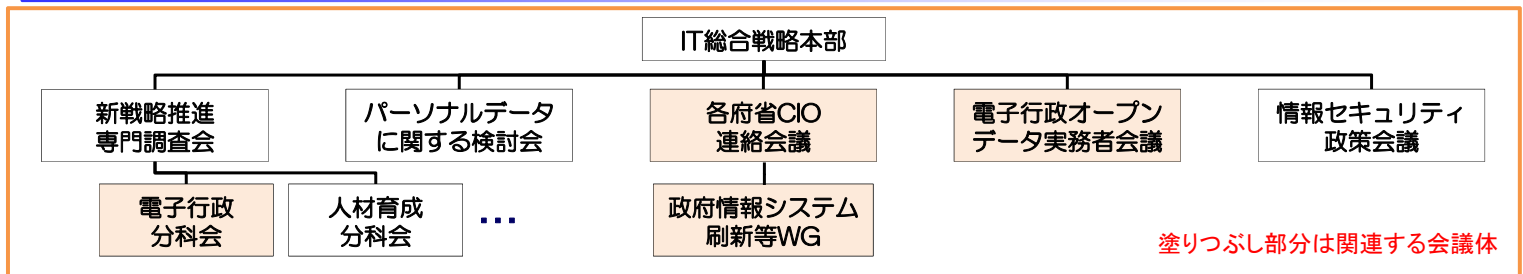 IT総合戦略本部
新戦略推進
専門調査会
パーソナルデータ
に関する検討会
各府省CIO
連絡会議
電子行政オープン
データ実務者会議
情報セキュリティ
政策会議
電子行政
分科会
人材育成
分科会
…
政府情報システム
刷新等WG
塗りつぶし部分は関連する会議体